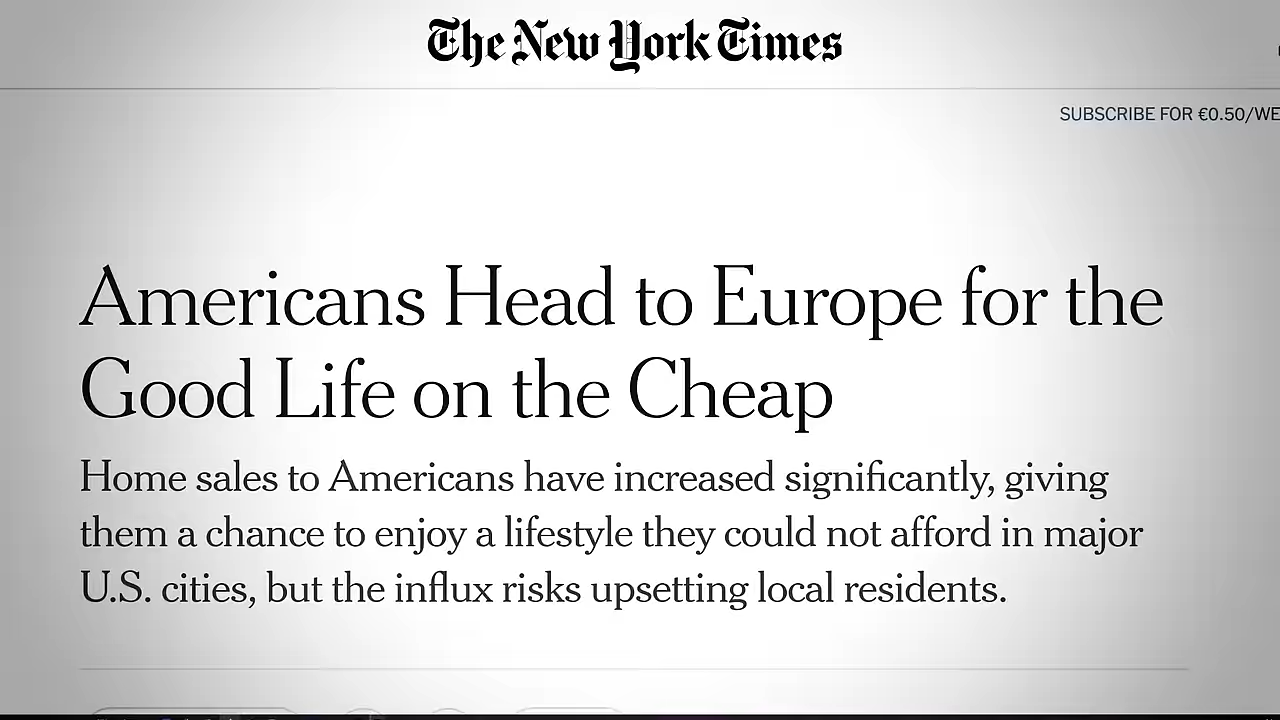 The New York Times
SUBSCRIBE FOR €0.50/WE
Americans Head to Europe for the
Good Life on the Cheap
Home sales to Americans have increased significantly, giving
them a chance to enjoy a lifestyle they could not afford in major
U.S. cities, but the influx risks upsetting local residents.